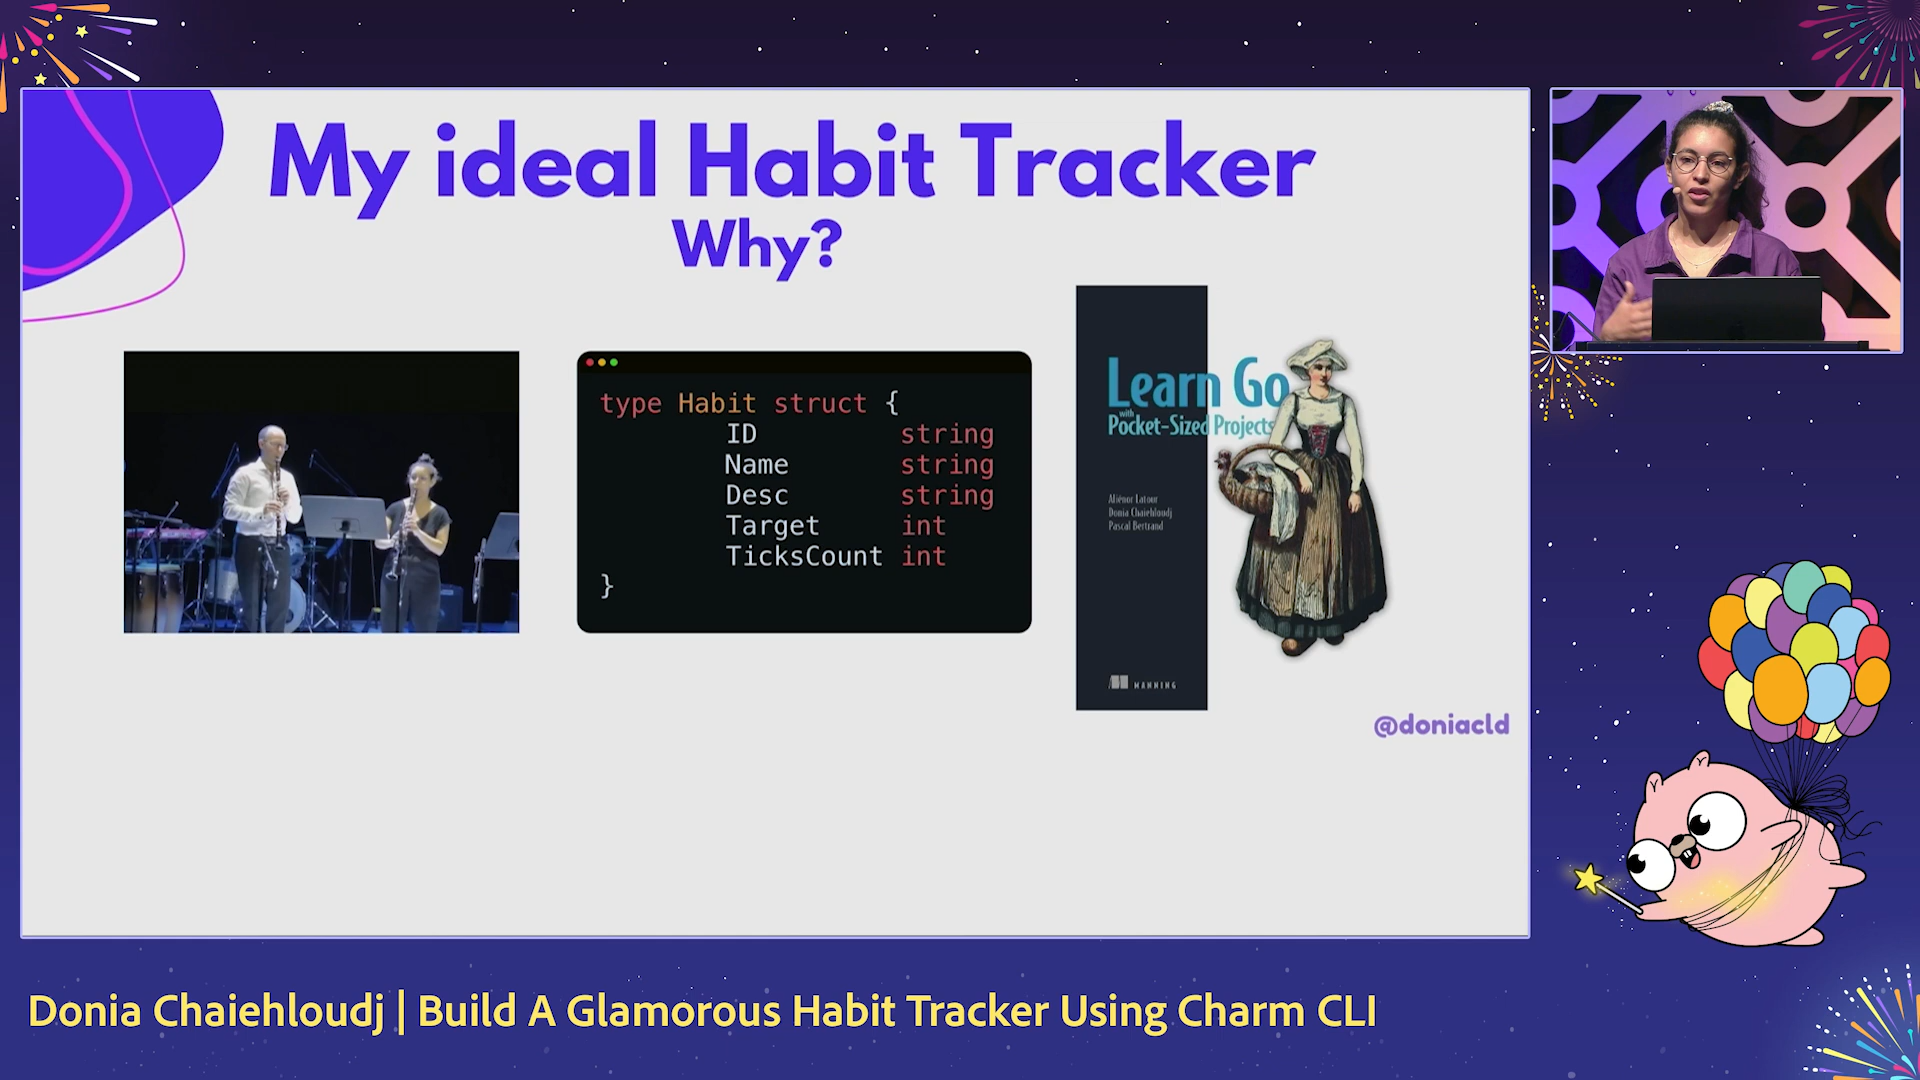 My ideal Habit Tracker
Why?
type Habit struct {
ID string
Name string
Desc string
Target int
TicksCount int
}
Learn Go
with
Pocket-Sized Projects
Aliénor Latour
Donia Chaiehloudj
Pascal Bertrand
MANNING
@doniacld
Donia Chaiehloudj | Build A Glamorous Habit Tracker Using Charm CLI